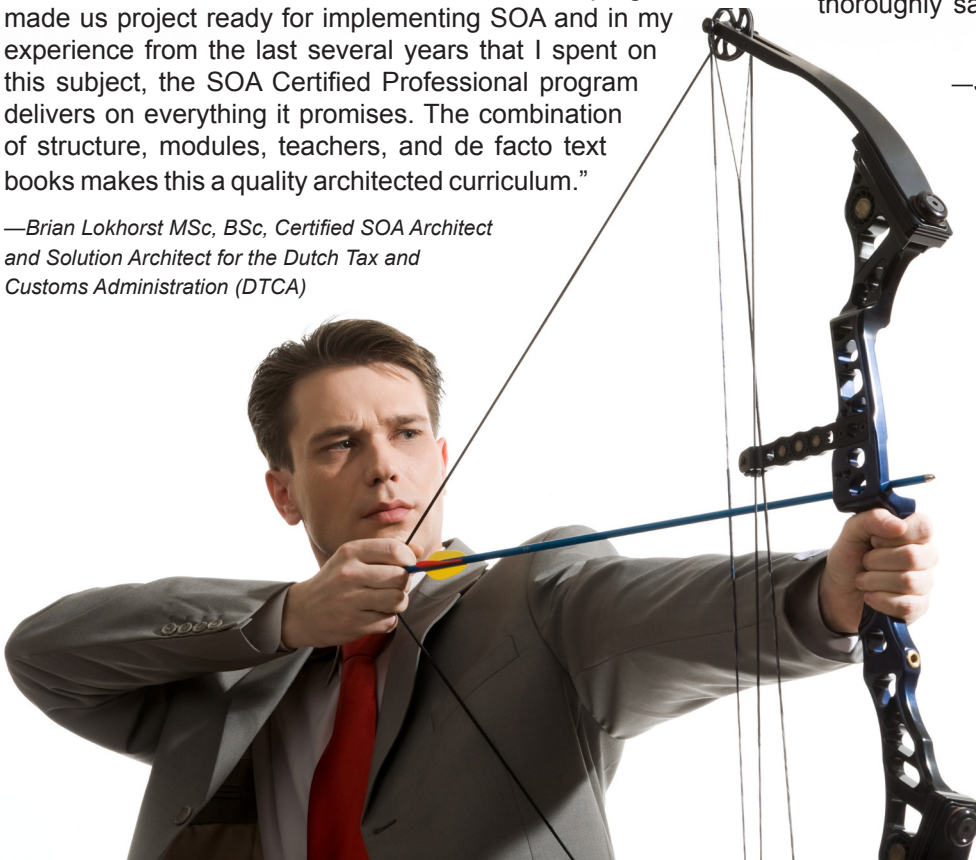 made us project ready for implementing SOA and in my
experience from the last several years that I spent on
this subject, the SOA Certified Professional program
delivers on everything it promises. The combination
of structure, modules, teachers, and de facto text
books makes this a quality architected curriculum.”
—Brian Lokhorst MSc, BSc, Certified SOA Architect
and Solution Architect for the Dutch Tax and
Customs Administration (DTCA)
thoroughly